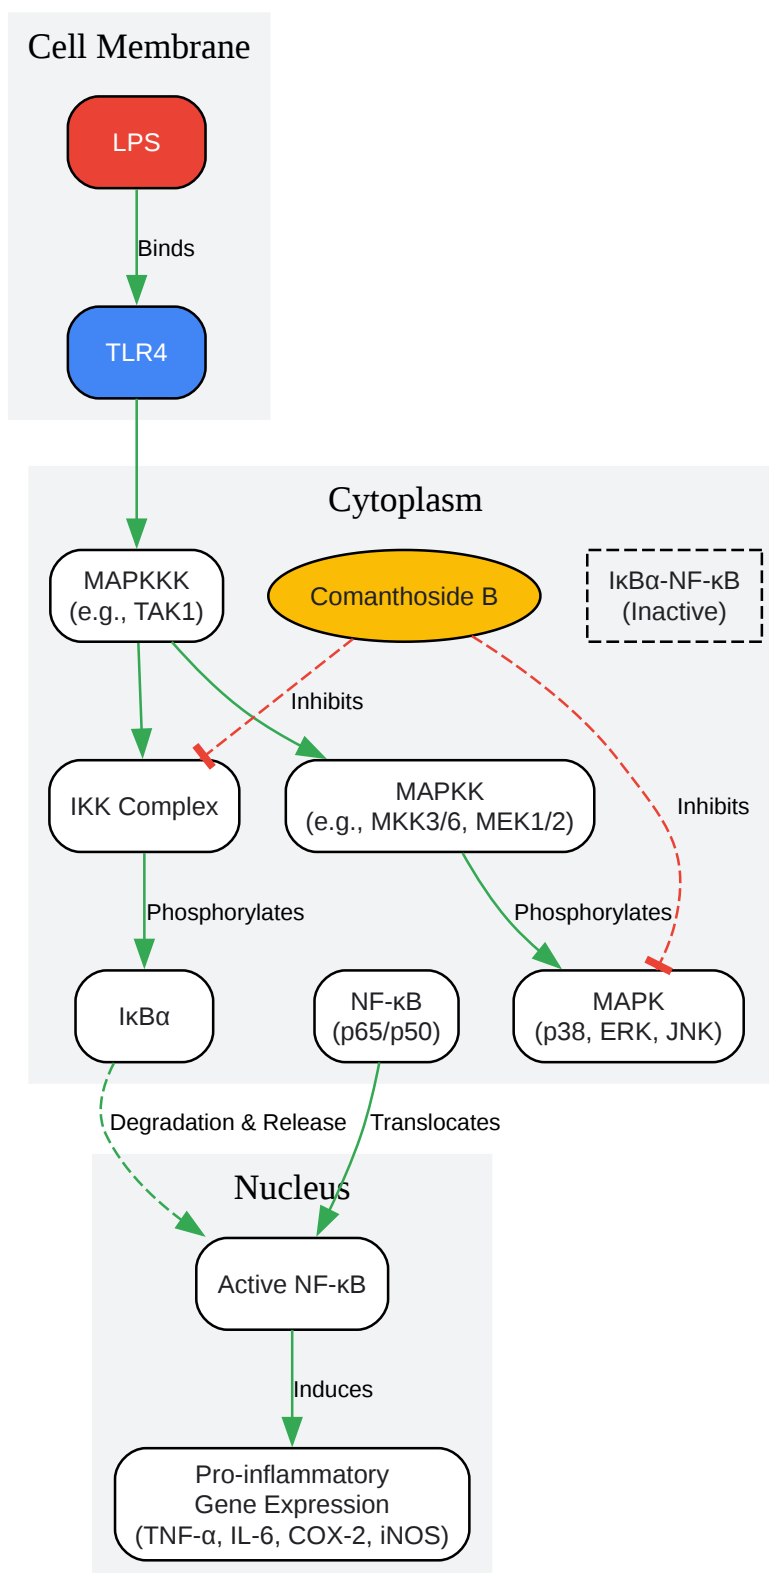 Cell Membrane
LPS
Binds
TLR4
Cytoplasm
MAPKKK
(e.g., TAK1)
Comanthoside B
IκBα-NF-κB
(Inactive)
Inhibits
IKK Complex
MAPKK
(e.g., MKK3/6, MEK1/2)
Inhibits
Phosphorylates
Phosphorylates
IκBα
NF-κB
(p65/p50)
MAPK
(p38, ERK, JNK)
Degradation & Release
Translocates
Nucleus
Active NF-κB
Induces
Pro-inflammatory
Gene Expression
(TNF-α, IL-6, COX-2, iNOS)